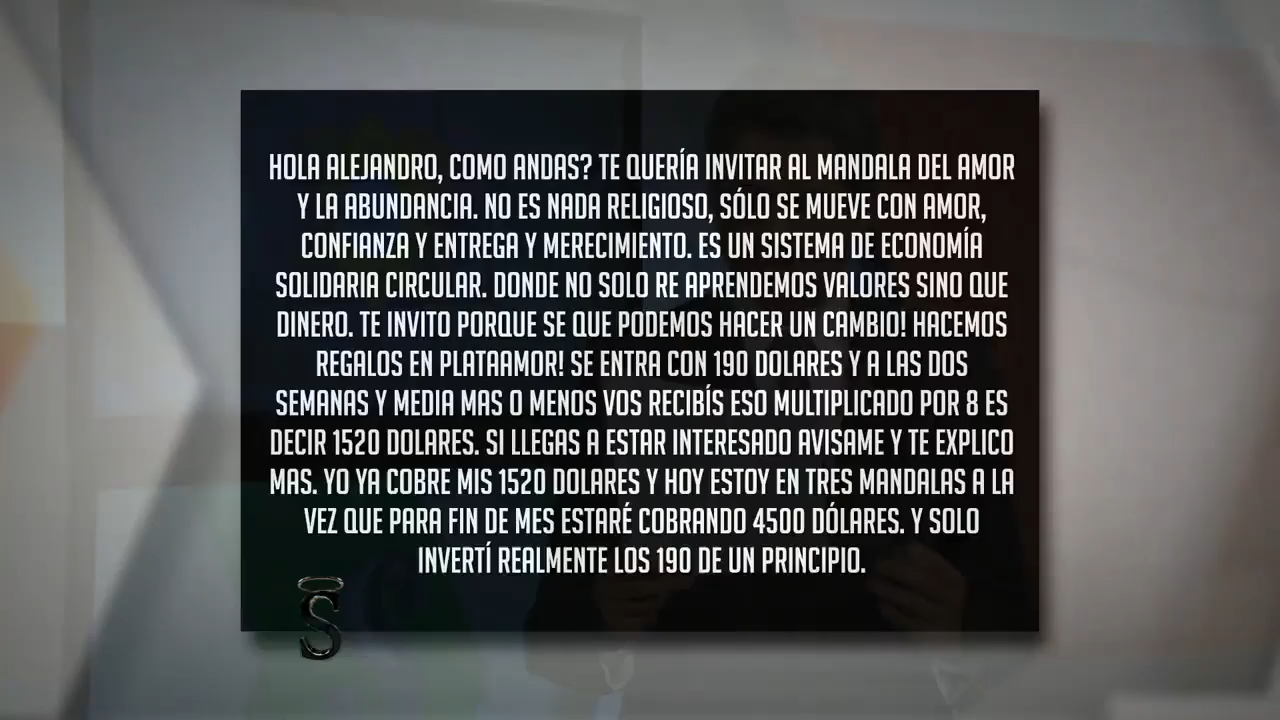 HOLA ALEJANDRO, COMO ANDAS? TE QUERÍA INVITAR AL MANDALA DEL AMOR
Y LA ABUNDANCIA. NO ES NADA RELIGIOSO, SÓLO SE MUEVE CON AMOR,
CONFIANZA Y ENTREGA Y MERECIMIENTO. ES UN SISTEMA DE ECONOMÍA
SOLIDARIA CIRCULAR. DONDE NO SOLO RE APRENDEMOS VALORES SINO QUE
DINERO. TE INVITO PORQUE SE QUE PODEMOS HACER UN CAMBIO! HACEMOS
REGALOS EN PLATAAMOR! SE ENTRA CON 190 DOLARES Y A LAS DOS
SEMANAS Y MEDIA MAS O MENOS VOS RECIBÍS ESO MULTIPLICADO POR 8 ES
DECIR 1520 DOLARES. SI LLEGAS A ESTAR INTERESADO AVISAME Y TE EXPLICO
MAS. YO YA COBRE MIS 1520 DOLARES Y HOY ESTOY EN TRES MANDALAS A LA
VEZ QUE PARA FIN DE MES ESTARÉ COBRANDO 4500 DÓLARES. Y SOLO
INVERTÍ REALMENTE LOS 190 DE UN PRINCIPIO.
S